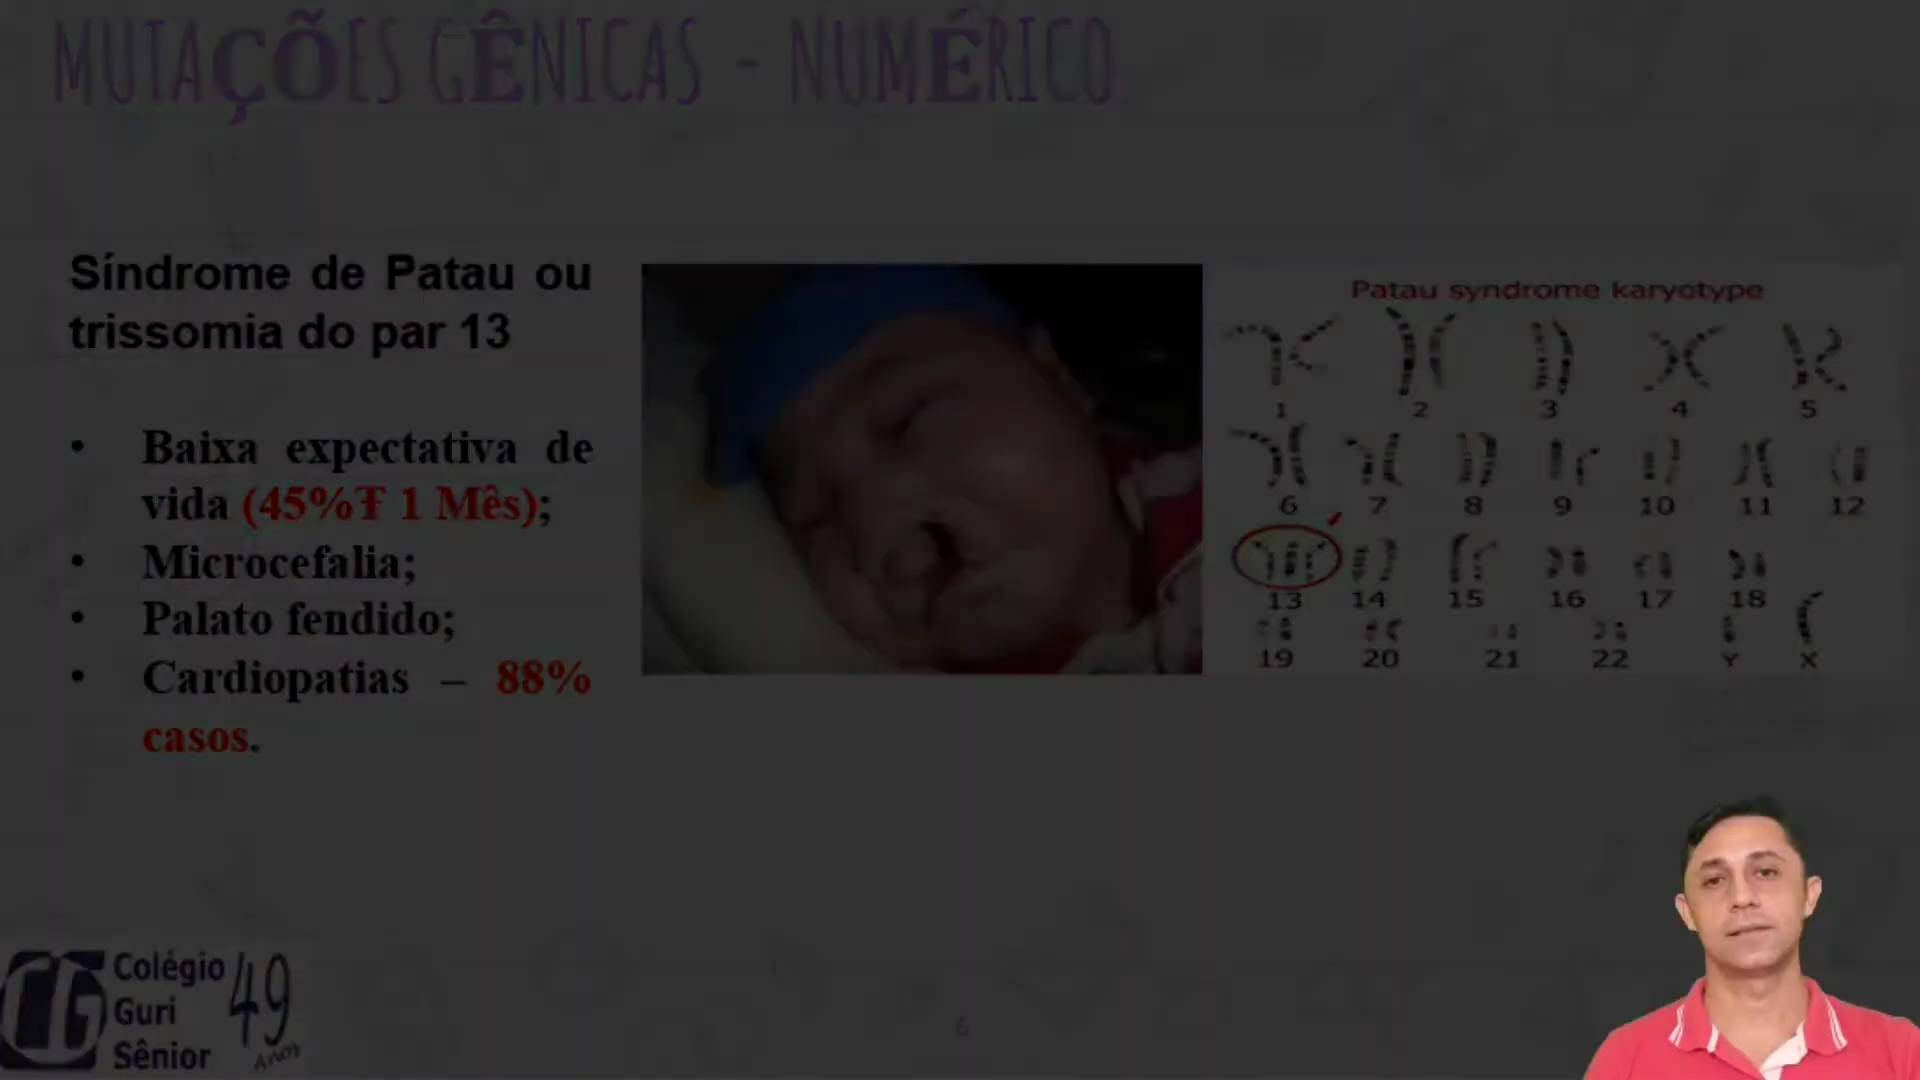 MUTAÇÕES GÊNICAS - NUMÉRICO
Síndrome de Patau ou
trissomia do par 13
• Baixa expectativa de
vida (45%Ŧ 1 Mês);
• Microcefalia;
• Palato fendido;
• Cardiopatias – 88%
casos.
Patau syndrome karyotype
1 2 3 4 5
6 7 8 9 10 11 12
13 14 15 16 17 18
19 20 21 22 Y X
CG
Colégio
Guri
Sênior
49
Anos
6